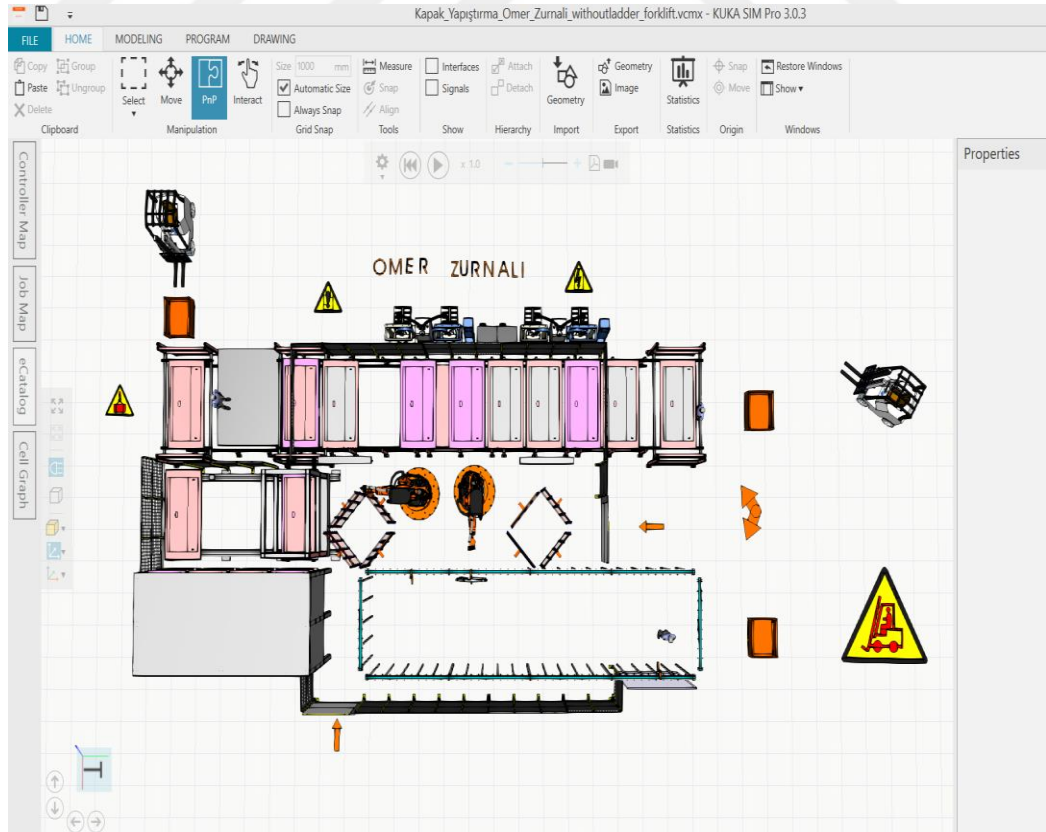 Kapak_Yapıştırma_Omer_Zurnali_withoutladder_forklift.vcmx - KUKA SIM Pro 3.0.3
FILE HOME MODELING PROGRAM DRAWING
Copy Group Size 1000 mm Measure Interfaces Attach Geometry Snap Restore Windows
Paste Ungroup Automatic Size Snap Signals Detach Image Move Show
Delete Select Move PnP Interact Always Snap Align Geometry Statistics
Clipboard Manipulation Grid Snap Tools Show Hierarchy Import Export Statistics Origin Windows
Controller Map
Job Map
eCatalog
Cell Graph
x 1.0
Properties
OMER ZURNALI